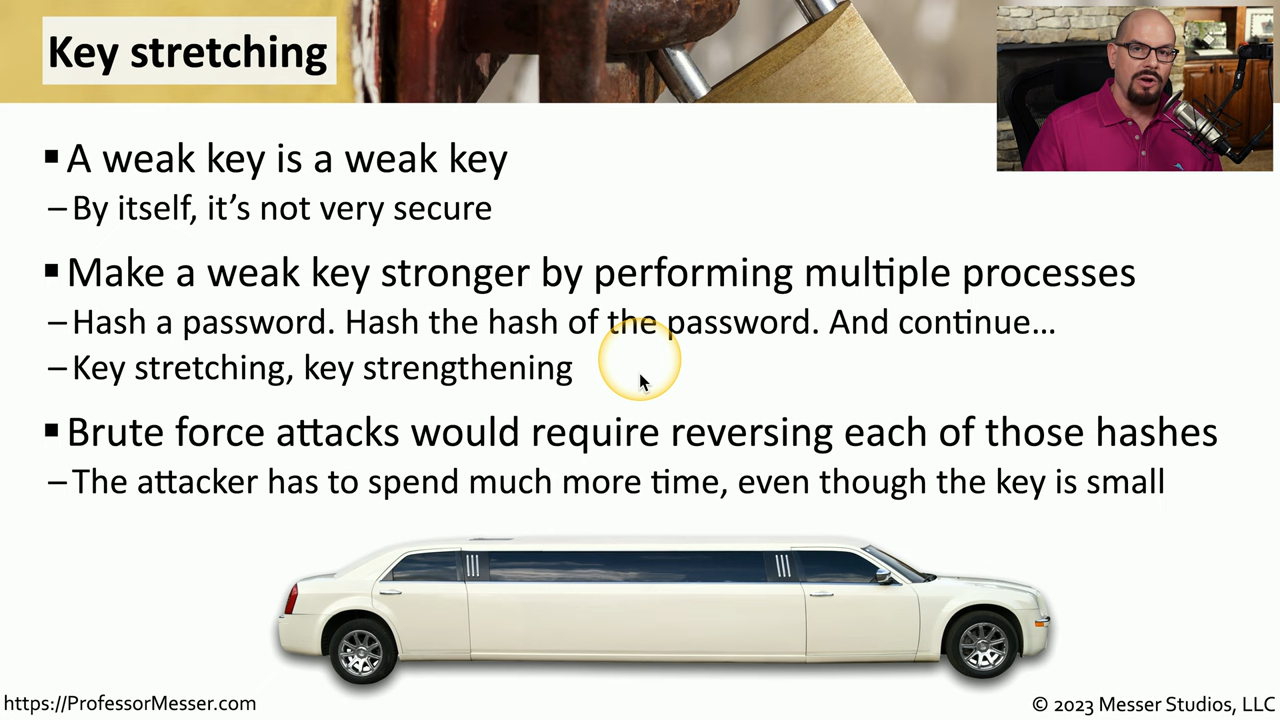 Key stretching
▪ A weak key is a weak key
– By itself, it’s not very secure
▪ Make a weak key stronger by performing multiple processes
– Hash a password. Hash the hash of the password. And continue…
– Key stretching, key strengthening
▪ Brute force attacks would require reversing each of those hashes
– The attacker has to spend much more time, even though the key is small
https://ProfessorMesser.com
© 2023 Messer Studios, LLC